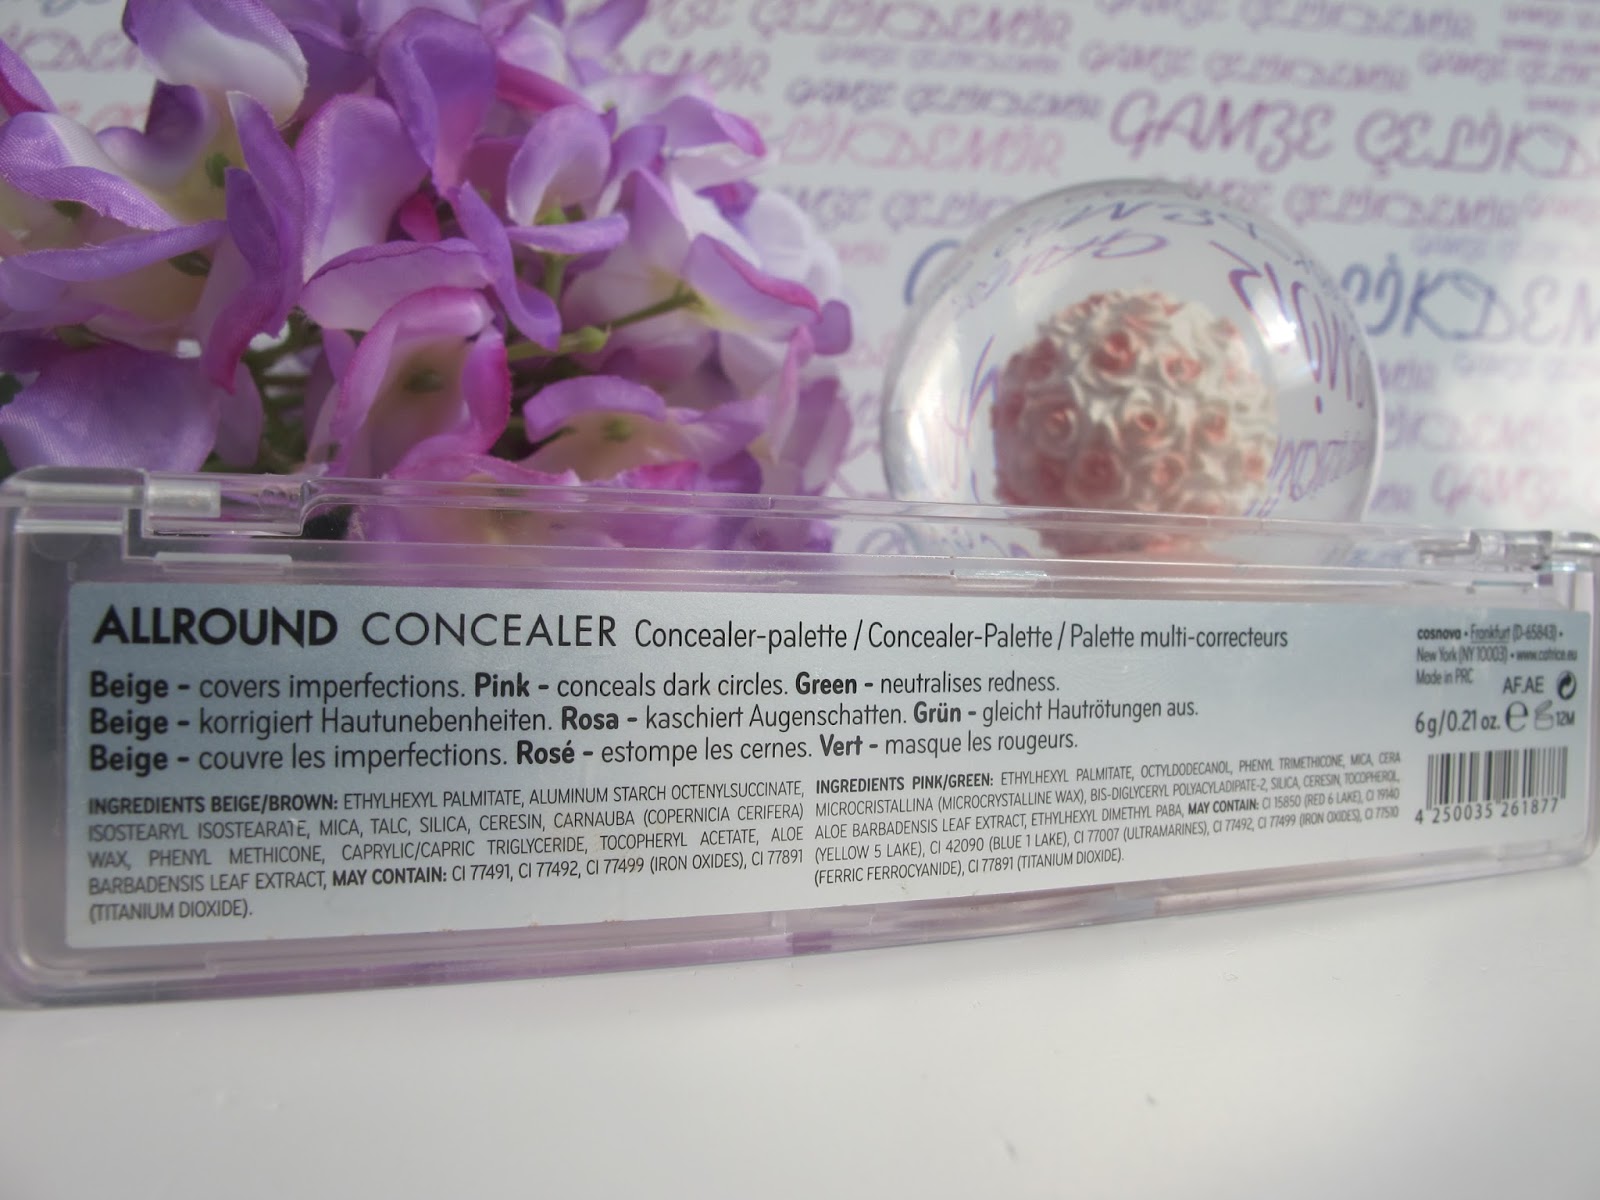 GAMZE ÇELİKDEMİR
ALLROUND CONCEALER Concealer-palette / Concealer-Palette / Palette multi-correcteurs
Beige - covers imperfections. Pink - conceals dark circles. Green - neutralises redness.
Beige - korrigiert Hautunebenheiten. Rosa - kaschiert Augenschatten. Grün - gleicht Hautrötungen aus.
Beige - couvre les imperfections. Rosé - estompe les cernes. Vert - masque les rougeurs.
INGREDIENTS BEIGE/BROWN: ETHYLHEXYL PALMITATE, ALUMINUM STARCH OCTENYLSUCCINATE,
ISOSTEARYL ISOSTEARATE, MICA, TALC, SILICA, CERESIN, CARNAUBA (COPERNICIA CERIFERA)
WAX, PHENYL METHICONE, CAPRYLIC/CAPRIC TRIGLYCERIDE, TOCOPHERYL ACETATE, ALOE
BARBADENSIS LEAF EXTRACT, MAY CONTAIN: CI 77491, CI 77492, CI 77499 (IRON OXIDES), CI 77891
(TITANIUM DIOXIDE).
INGREDIENTS PINK/GREEN: ETHYLHEXYL PALMITATE, OCTYLDODECANOL, PHENYL TRIMETHICONE, MICA, CERA
MICROCRISTALLINA (MICROCRYSTALLINE WAX), BIS-DIGLYCERYL POLYACYLADIPATE-2, SILICA, CERESIN, TOCOPHEROL,
ALOE BARBADENSIS LEAF EXTRACT, ETHYLHEXYL DIMETHYL PABA, MAY CONTAIN: CI 15850 (RED 6 LAKE), CI 19140
(YELLOW 5 LAKE), CI 42090 (BLUE 1 LAKE), CI 77007 (ULTRAMARINES), CI 77492, CI 77499 (IRON OXIDES), CI 77510
(FERRIC FERROCYANIDE), CI 77891 (TITANIUM DIOXIDE).
cosnova • Frankfurt (D-65843) •
New York (NY 10003) • www.catrice.eu
Made in PRC
AF.AE
6 g/0.21 oz. e 12M
4 250035 261877